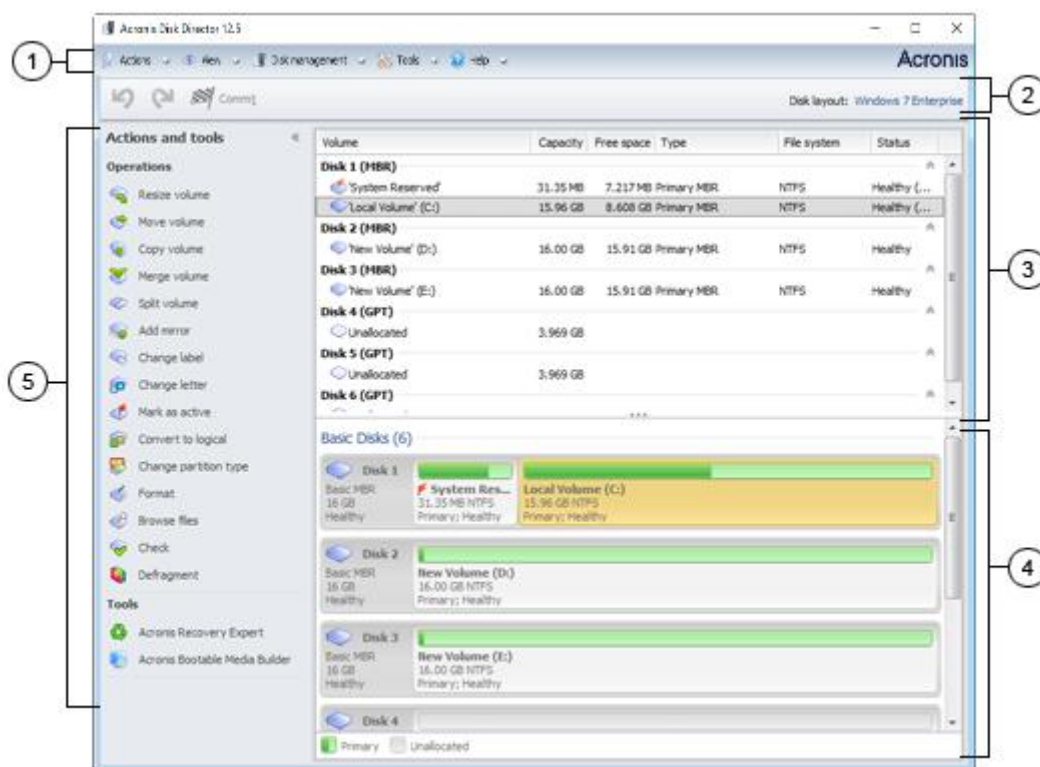 Acronis Disk Director 12.5
1
Actions View Disk management Tools Help
Acronis
2
Commit
Disk layout: Windows 7 Enterprise
5
Actions and tools
Operations
Resize volume
Move volume
Copy volume
Merge volume
Split volume
Add mirror
Change label
Change letter
Mark as active
Convert to logical
Change partition type
Format
Browse files
Check
Defragment
Tools
Acronis Recovery Expert
Acronis Bootable Media Builder
3
Volume Capacity Free space Type File system Status
Disk 1 (MBR)
'System Reserved' 31.35 MB 7.217 MB Primary MBR NTFS Healthy (...
'Local Volume' (C:) 15.96 GB 8.608 GB Primary MBR NTFS Healthy (...
Disk 2 (MBR)
'New Volume' (D:) 16.00 GB 15.91 GB Primary MBR NTFS Healthy
Disk 3 (MBR)
'New Volume' (E:) 16.00 GB 15.91 GB Primary MBR NTFS Healthy
Disk 4 (GPT)
Unallocated 3.969 GB
Disk 5 (GPT)
Unallocated 3.969 GB
Disk 6 (GPT)
4
Basic Disks (6)
Disk 1
Basic MBR
16 GB
Healthy
System Res...
31.35 MB NTFS
Primary; Healthy
Local Volume (C:)
15.96 GB NTFS
Primary; Healthy
Disk 2
Basic MBR
16 GB
Healthy
New Volume (D:)
16.00 GB NTFS
Primary; Healthy
Disk 3
Basic MBR
16 GB
Healthy
New Volume (E:)
16.00 GB NTFS
Primary; Healthy
Disk 4
Primary Unallocated